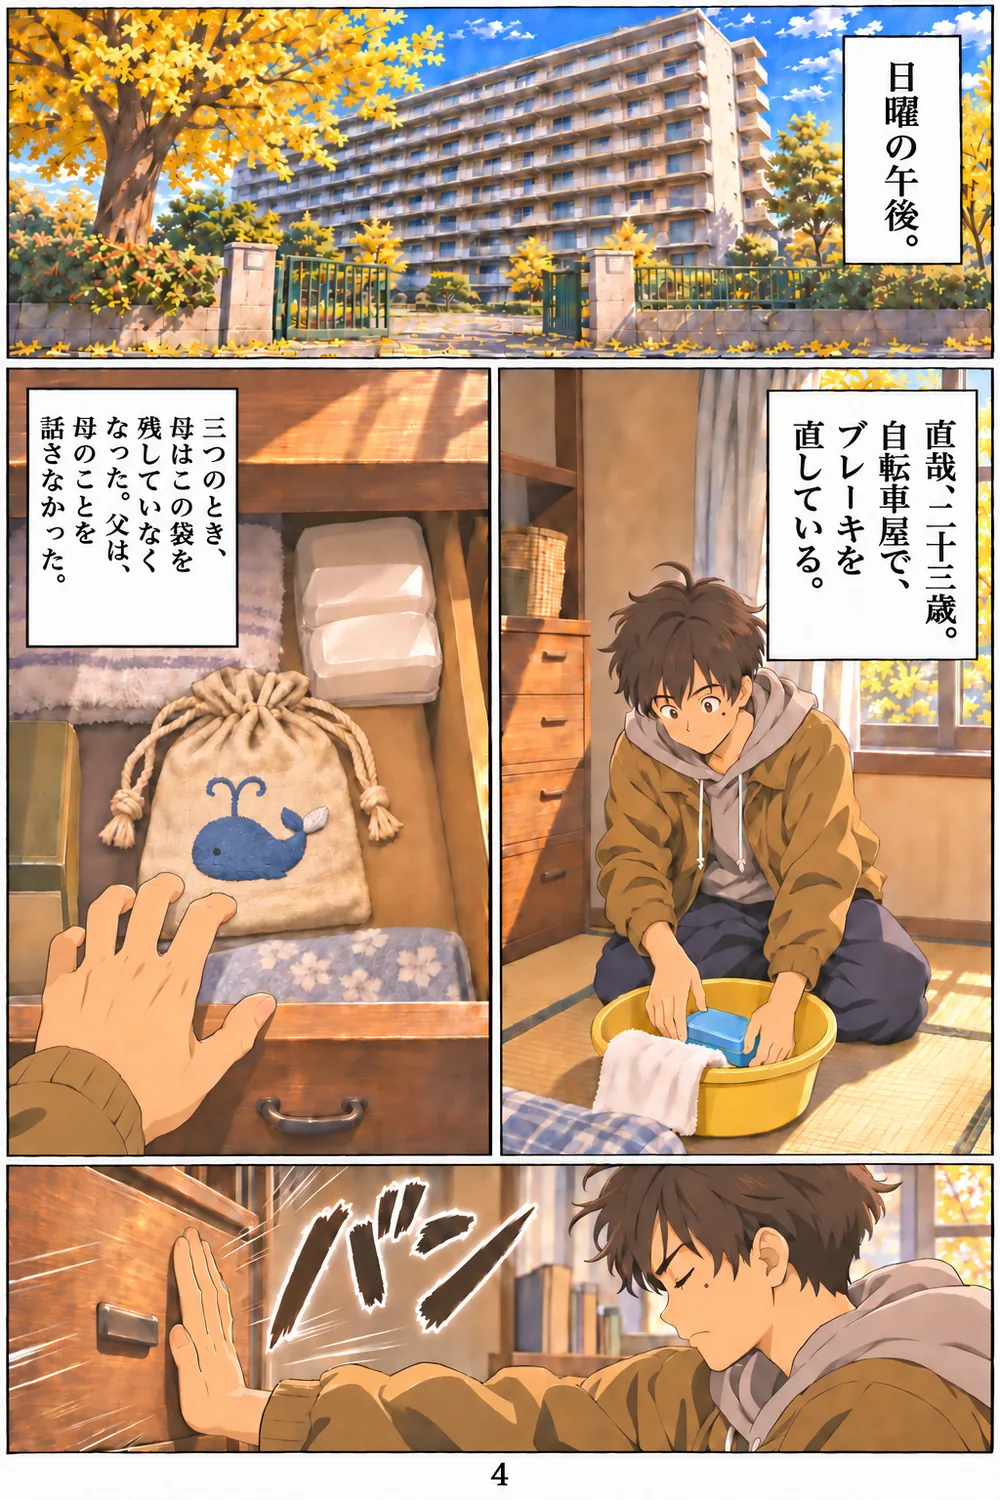 日曜の午後。
直哉、二十三歳。
自転車屋で、
ブレーキを
直している。
三つのとき、
母はこの袋を
残していなく
なった。父は、
母のことを
話さなかった。
バン
4